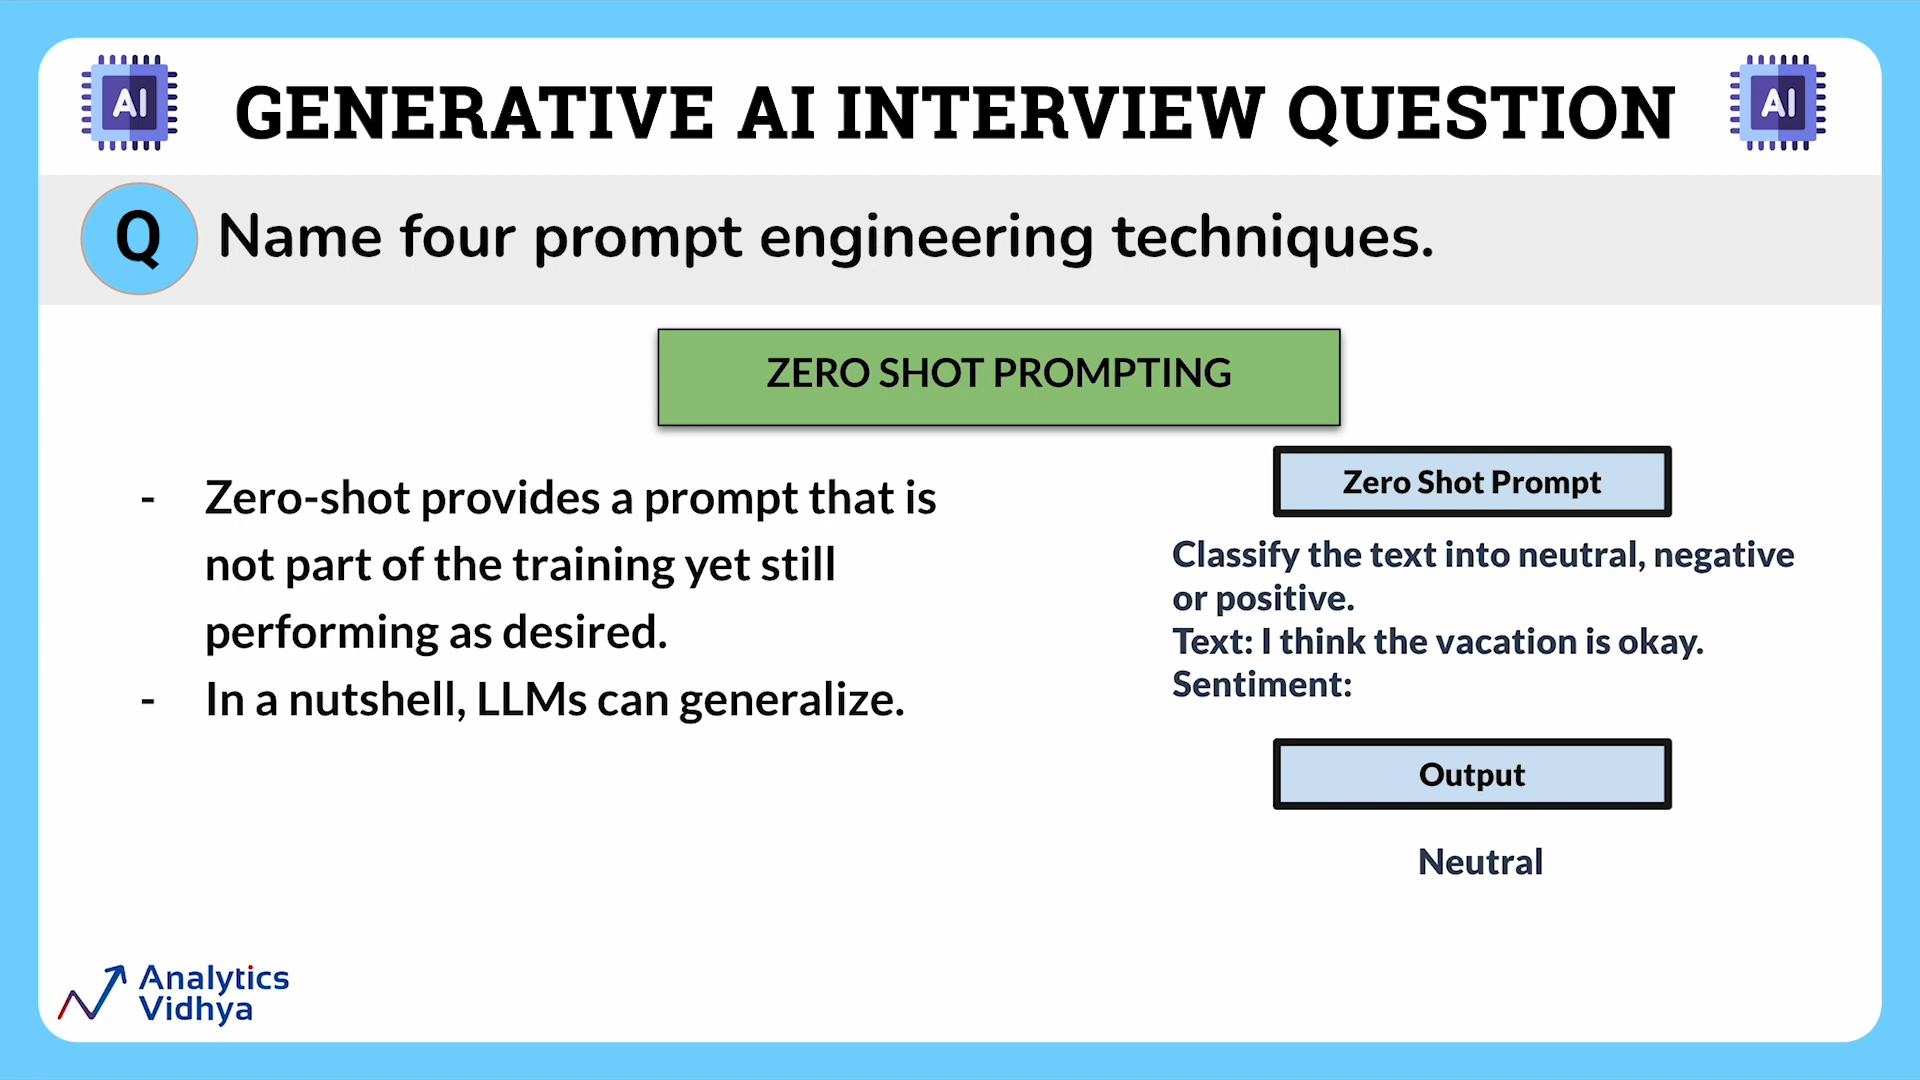 AI
GENERATIVE AI INTERVIEW QUESTION
AI
Q
Name four prompt engineering techniques.
ZERO SHOT PROMPTING
- Zero-shot provides a prompt that is
not part of the training yet still
performing as desired.
- In a nutshell, LLMs can generalize.
Zero Shot Prompt
Classify the text into neutral, negative
or positive.
Text: I think the vacation is okay.
Sentiment:
Output
Neutral
Analytics
Vidhya